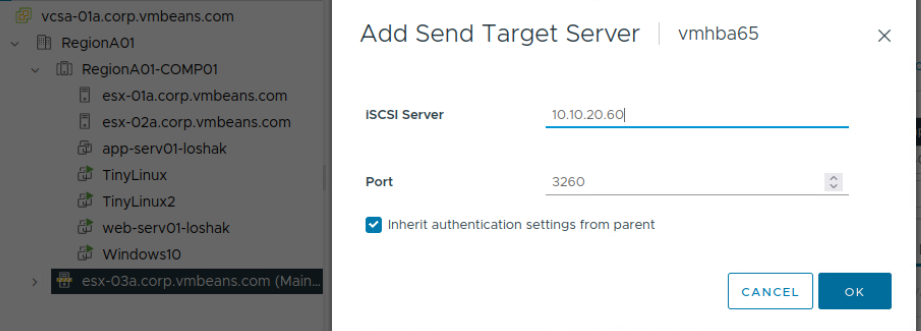 vcsa-01a.corp.vmbeans.com
RegionA01
RegionA01-COMP01
esx-01a.corp.vmbeans.com
esx-02a.corp.vmbeans.com
app-serv01-loshak
TinyLinux
TinyLinux2
web-serv01-loshak
Windows10
esx-03a.corp.vmbeans.com (Main...
Add Send Target Server | vmhba65
iSCSI Server 10.10.20.60
Port 3260
Inherit authentication settings from parent
CANCEL OK